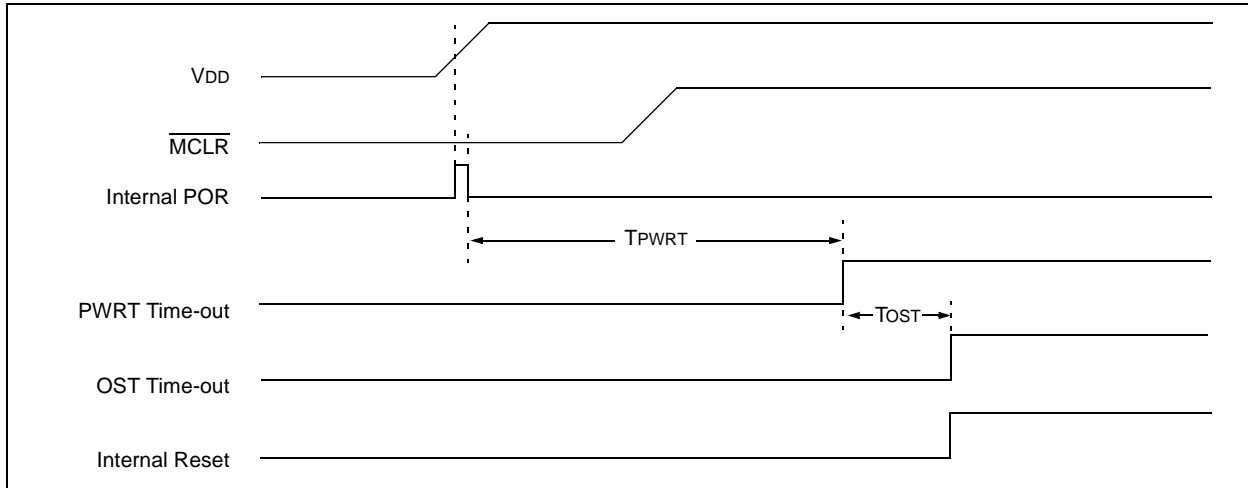 VDD
MCLR
Internal POR
TPWRT
PWRT Time-out
TOST
OST Time-out
Internal Reset